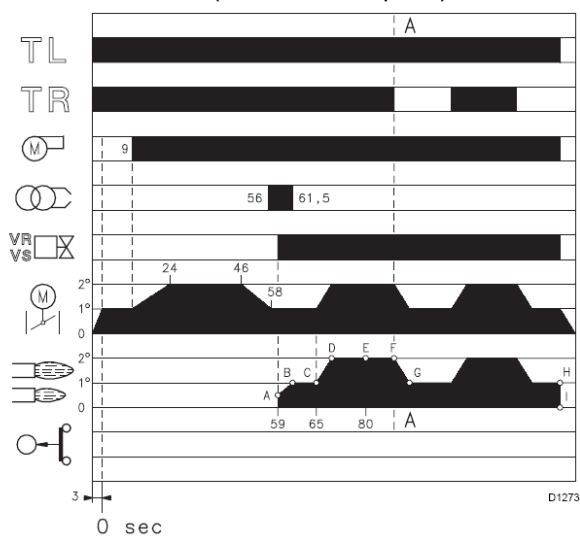 A
TL
TR
M
9
56 61,5
VR
VS
24 46
M
2°
58
1°
0
D E F
2°
B C G H
1°
A I
0
59 65 80 A
3
D1273
0 sec